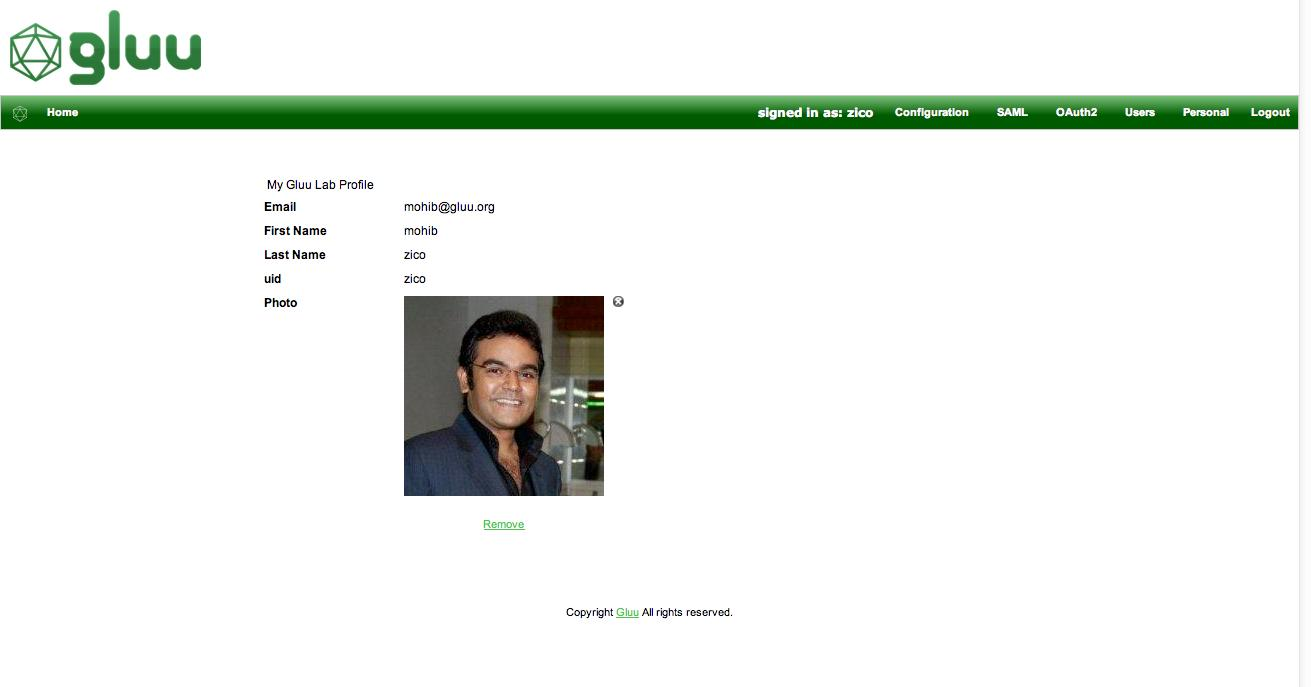 gluu
Home signed in as: zico Configuration SAML OAuth2 Users Personal Logout
My Gluu Lab Profile
Email mohib@gluu.org
First Name mohib
Last Name zico
uid zico
Photo
Remove
Copyright Gluu All rights reserved.